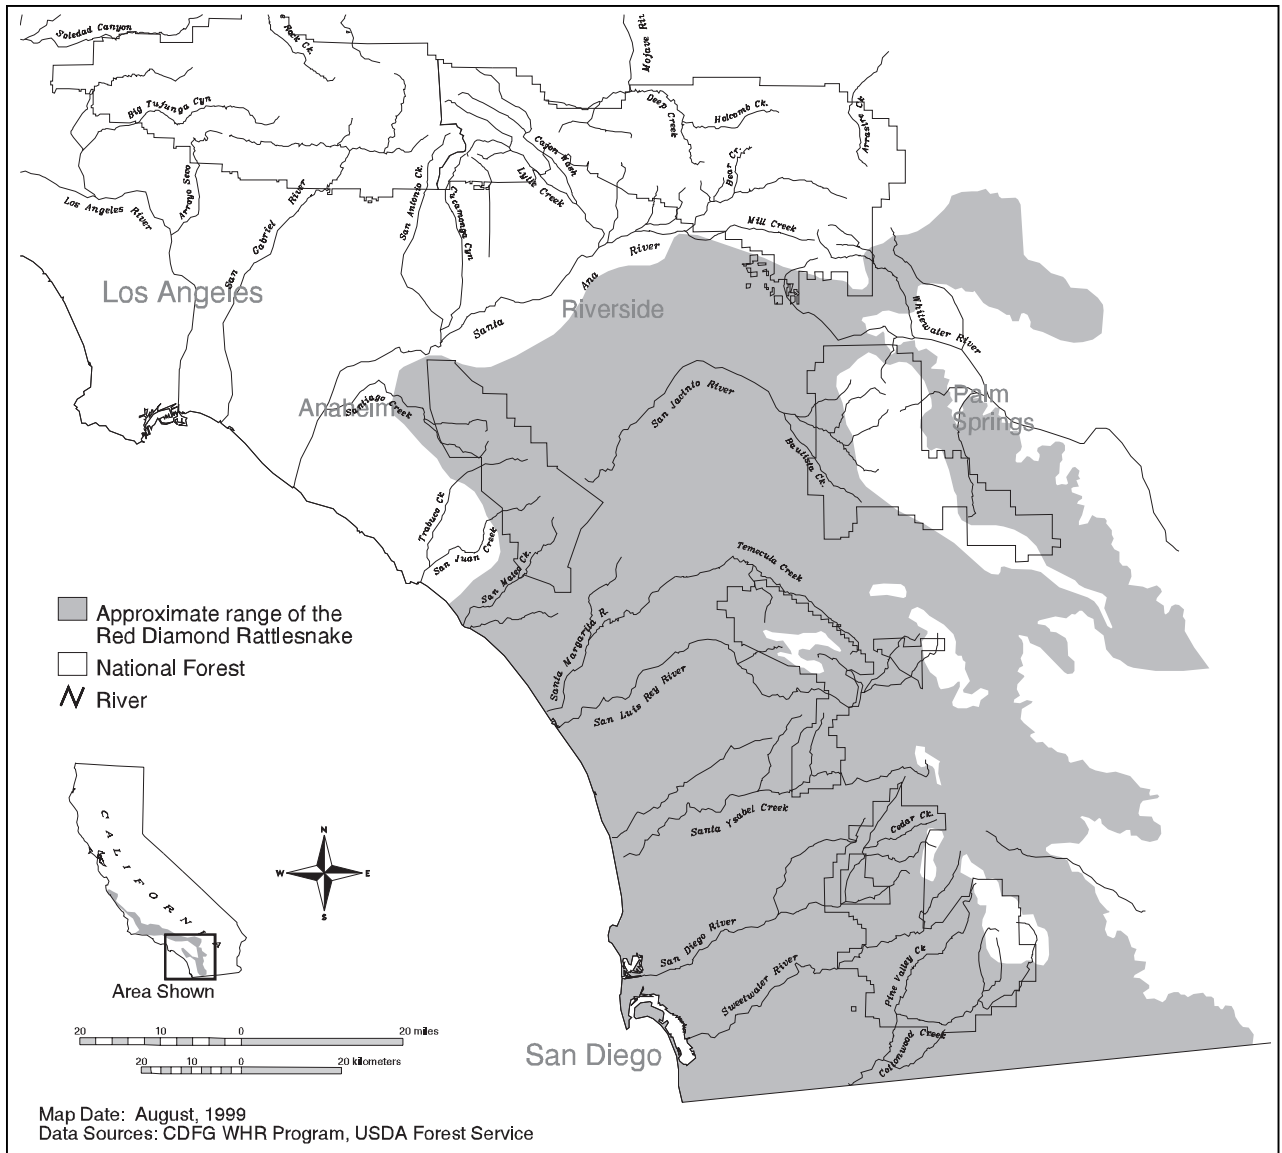 Soledad Canyon
Rock Ck.
Mojave Riv
Big Tujunga Cyn
Deep Creek
Holcomb Ck.
Arrastre Ck
Cajon Wash
Bear Cr.
Lytle Creek
Los Angeles River
Arroyo Seco
San Gabriel River
San Antonio Ck.
Cucamonga Cyn
Mill Creek
Santa Ana River
Los Angeles
Riverside
Whitewater River
Anaheim
Santiago Creek
San Jacinto River
Palm
Springs
Bautista Ck.
Trabuco Ck
San Juan Creek
San Mateo Ck.
Temecula Creek
Approximate range of the
Red Diamond Rattlesnake
National Forest
River
Santa Margarita R.
San Luis Rey River
Santa Ysabel Creek
Cedar Ck.
CALIFORNIA
N
W
E
S
Area Shown
San Diego River
Sweetwater River
Pine Valley Ck
Cottonwood Creek
San Diego
20 10 0 20 miles
20 10 0 20 kilometers
Map Date: August, 1999
Data Sources: CDFG WHR Program, USDA Forest Service